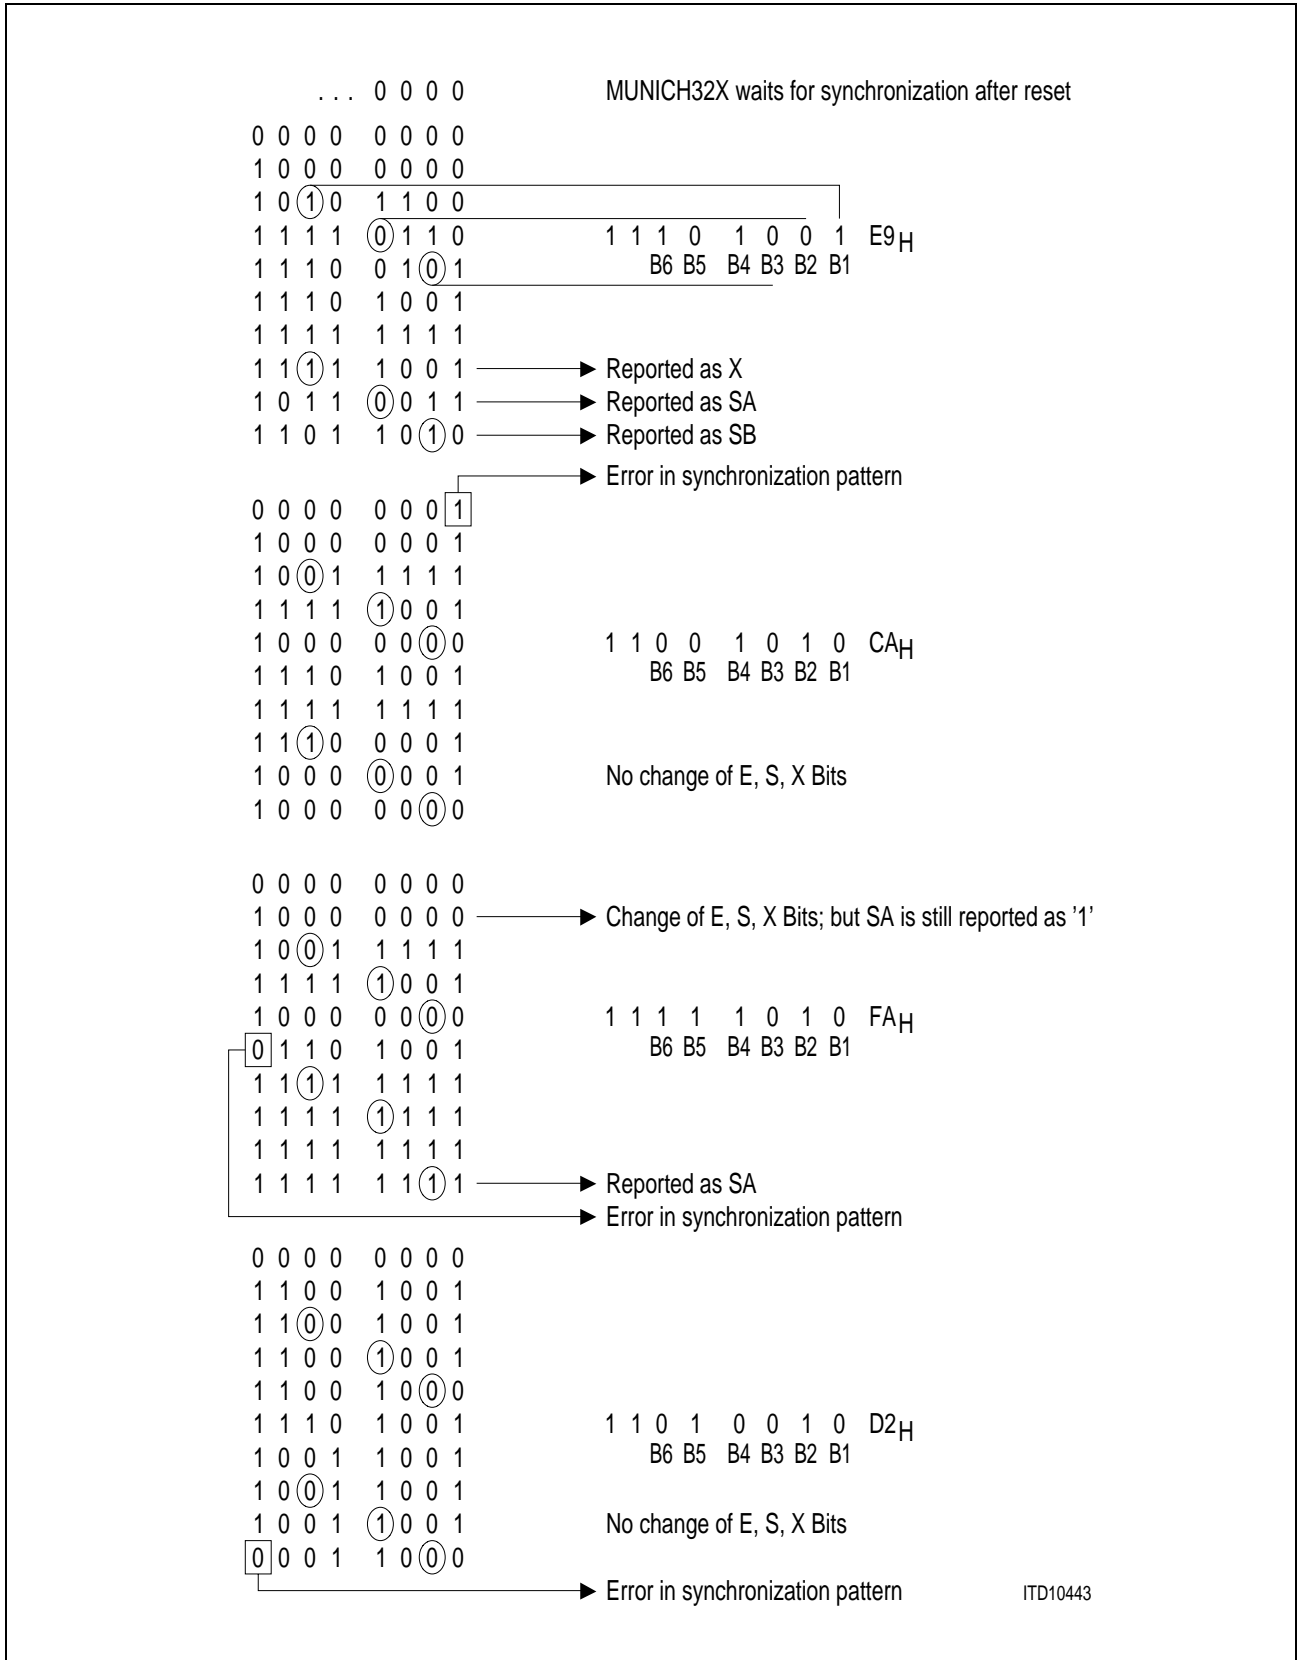 . . . 0 0 0 0 MUNICH32X waits for synchronization after reset
0 0 0 0 0 0 0 0
1 0 0 0 0 0 0 0
1 0 1 0 1 1 0 0
1 1 1 1 0 1 1 0 1 1 1 0 1 0 0 1 E9H
1 1 1 0 0 1 0 1 B6 B5 B4 B3 B2 B1
1 1 1 0 1 0 0 1
1 1 1 1 1 1 1 1
1 1 1 1 1 0 0 1 Reported as X
1 0 1 1 0 0 1 1 Reported as SA
1 1 0 1 1 0 1 0 Reported as SB
Error in synchronization pattern
0 0 0 0 0 0 0 1
1 0 0 0 0 0 0 1
1 0 0 1 1 1 1 1
1 1 1 1 1 0 0 1
1 0 0 0 0 0 0 0 1 1 0 0 1 0 1 0 CAH
1 1 1 0 1 0 0 1 B6 B5 B4 B3 B2 B1
1 1 1 1 1 1 1 1
1 1 1 0 0 0 0 1
1 0 0 0 0 0 0 1 No change of E, S, X Bits
1 0 0 0 0 0 0 0
0 0 0 0 0 0 0 0
1 0 0 0 0 0 0 0 Change of E, S, X Bits; but SA is still reported as '1'
1 0 0 1 1 1 1 1
1 1 1 1 1 0 0 1
1 0 0 0 0 0 0 0 1 1 1 1 1 0 1 0 FAH
0 1 1 0 1 0 0 1 B6 B5 B4 B3 B2 B1
1 1 1 1 1 1 1 1
1 1 1 1 1 1 1 1
1 1 1 1 1 1 1 1
1 1 1 1 1 1 1 1 Reported as SA
Error in synchronization pattern
0 0 0 0 0 0 0 0
1 1 0 0 1 0 0 1
1 1 0 0 1 0 0 1
1 1 0 0 1 0 0 1
1 1 0 0 1 0 0 0
1 1 1 0 1 0 0 1 1 1 0 1 0 0 1 0 D2H
1 0 0 1 1 0 0 1 B6 B5 B4 B3 B2 B1
1 0 0 1 1 0 0 1
1 0 0 1 1 0 0 1 No change of E, S, X Bits
0 0 0 1 1 0 0 0
Error in synchronization pattern ITD10443